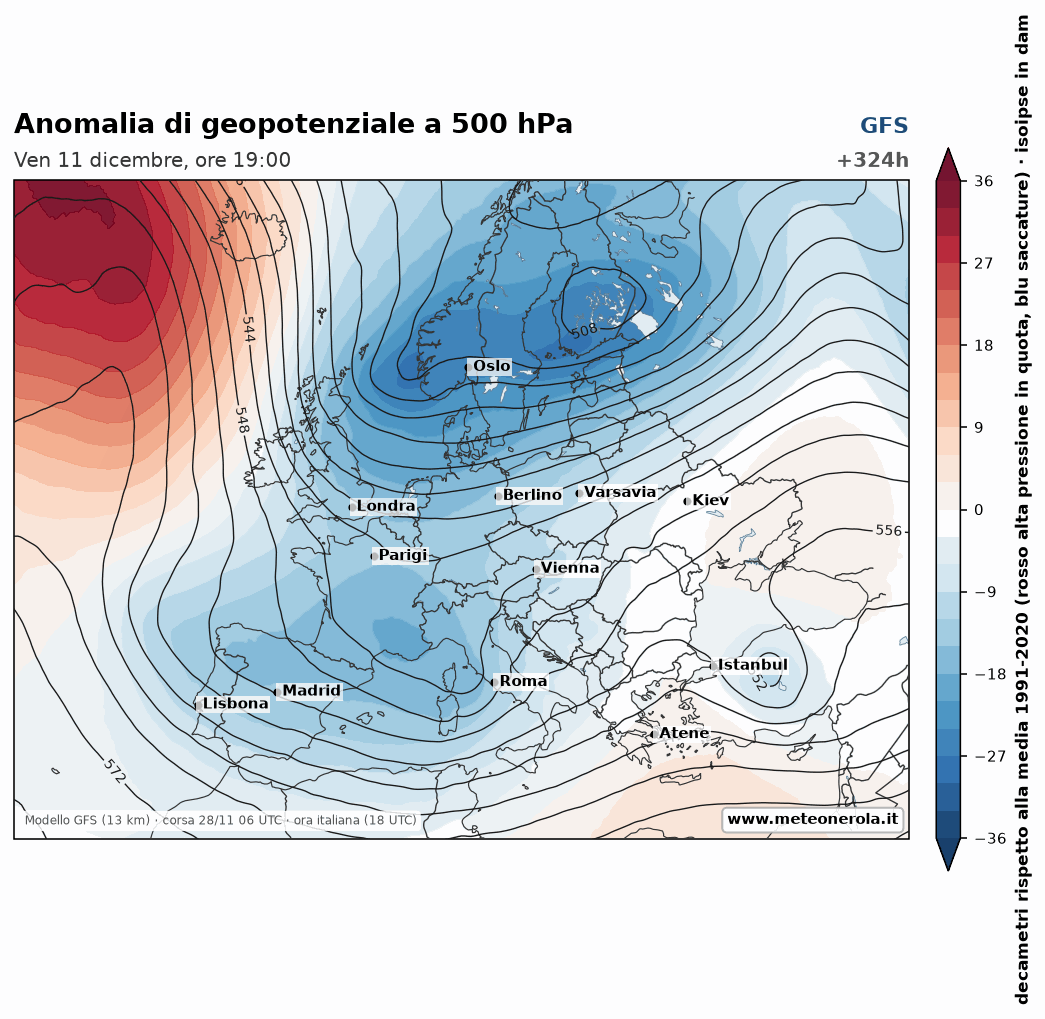 Anomalia di geopotenziale a 500 hPa
GFS
Ven 11 dicembre, ore 19:00
+324h
36
27
18
9
0
−9
−18
−27
−36
decametri rispetto alla media 1991-2020 (rosso alta pressione in quota, blu saccature) · isoipse in dam
544
548
508
556
572
52
Oslo
Londra
Berlino
Varsavia
Kiev
Parigi
Vienna
Istanbul
Roma
Madrid
Lisbona
Atene
Modello GFS (13 km) · corsa 28/11 06 UTC · ora italiana (18 UTC)
www.meteonerola.it